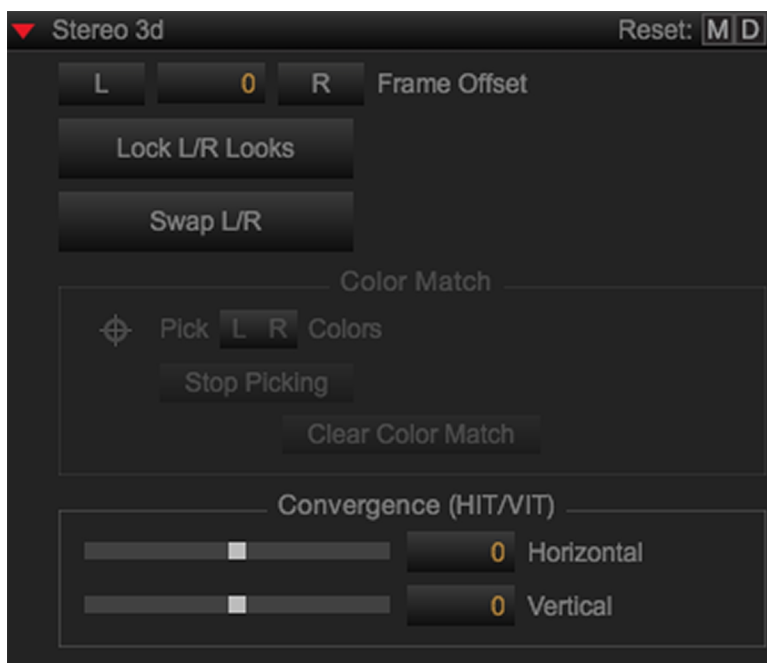 Stereo 3d Reset: M D
L 0 R Frame Offset
Lock L/R Looks
Swap L/R
Color Match
Pick L R Colors
Stop Picking
Clear Color Match
Convergence (HIT/VIT)
0 Horizontal
0 Vertical